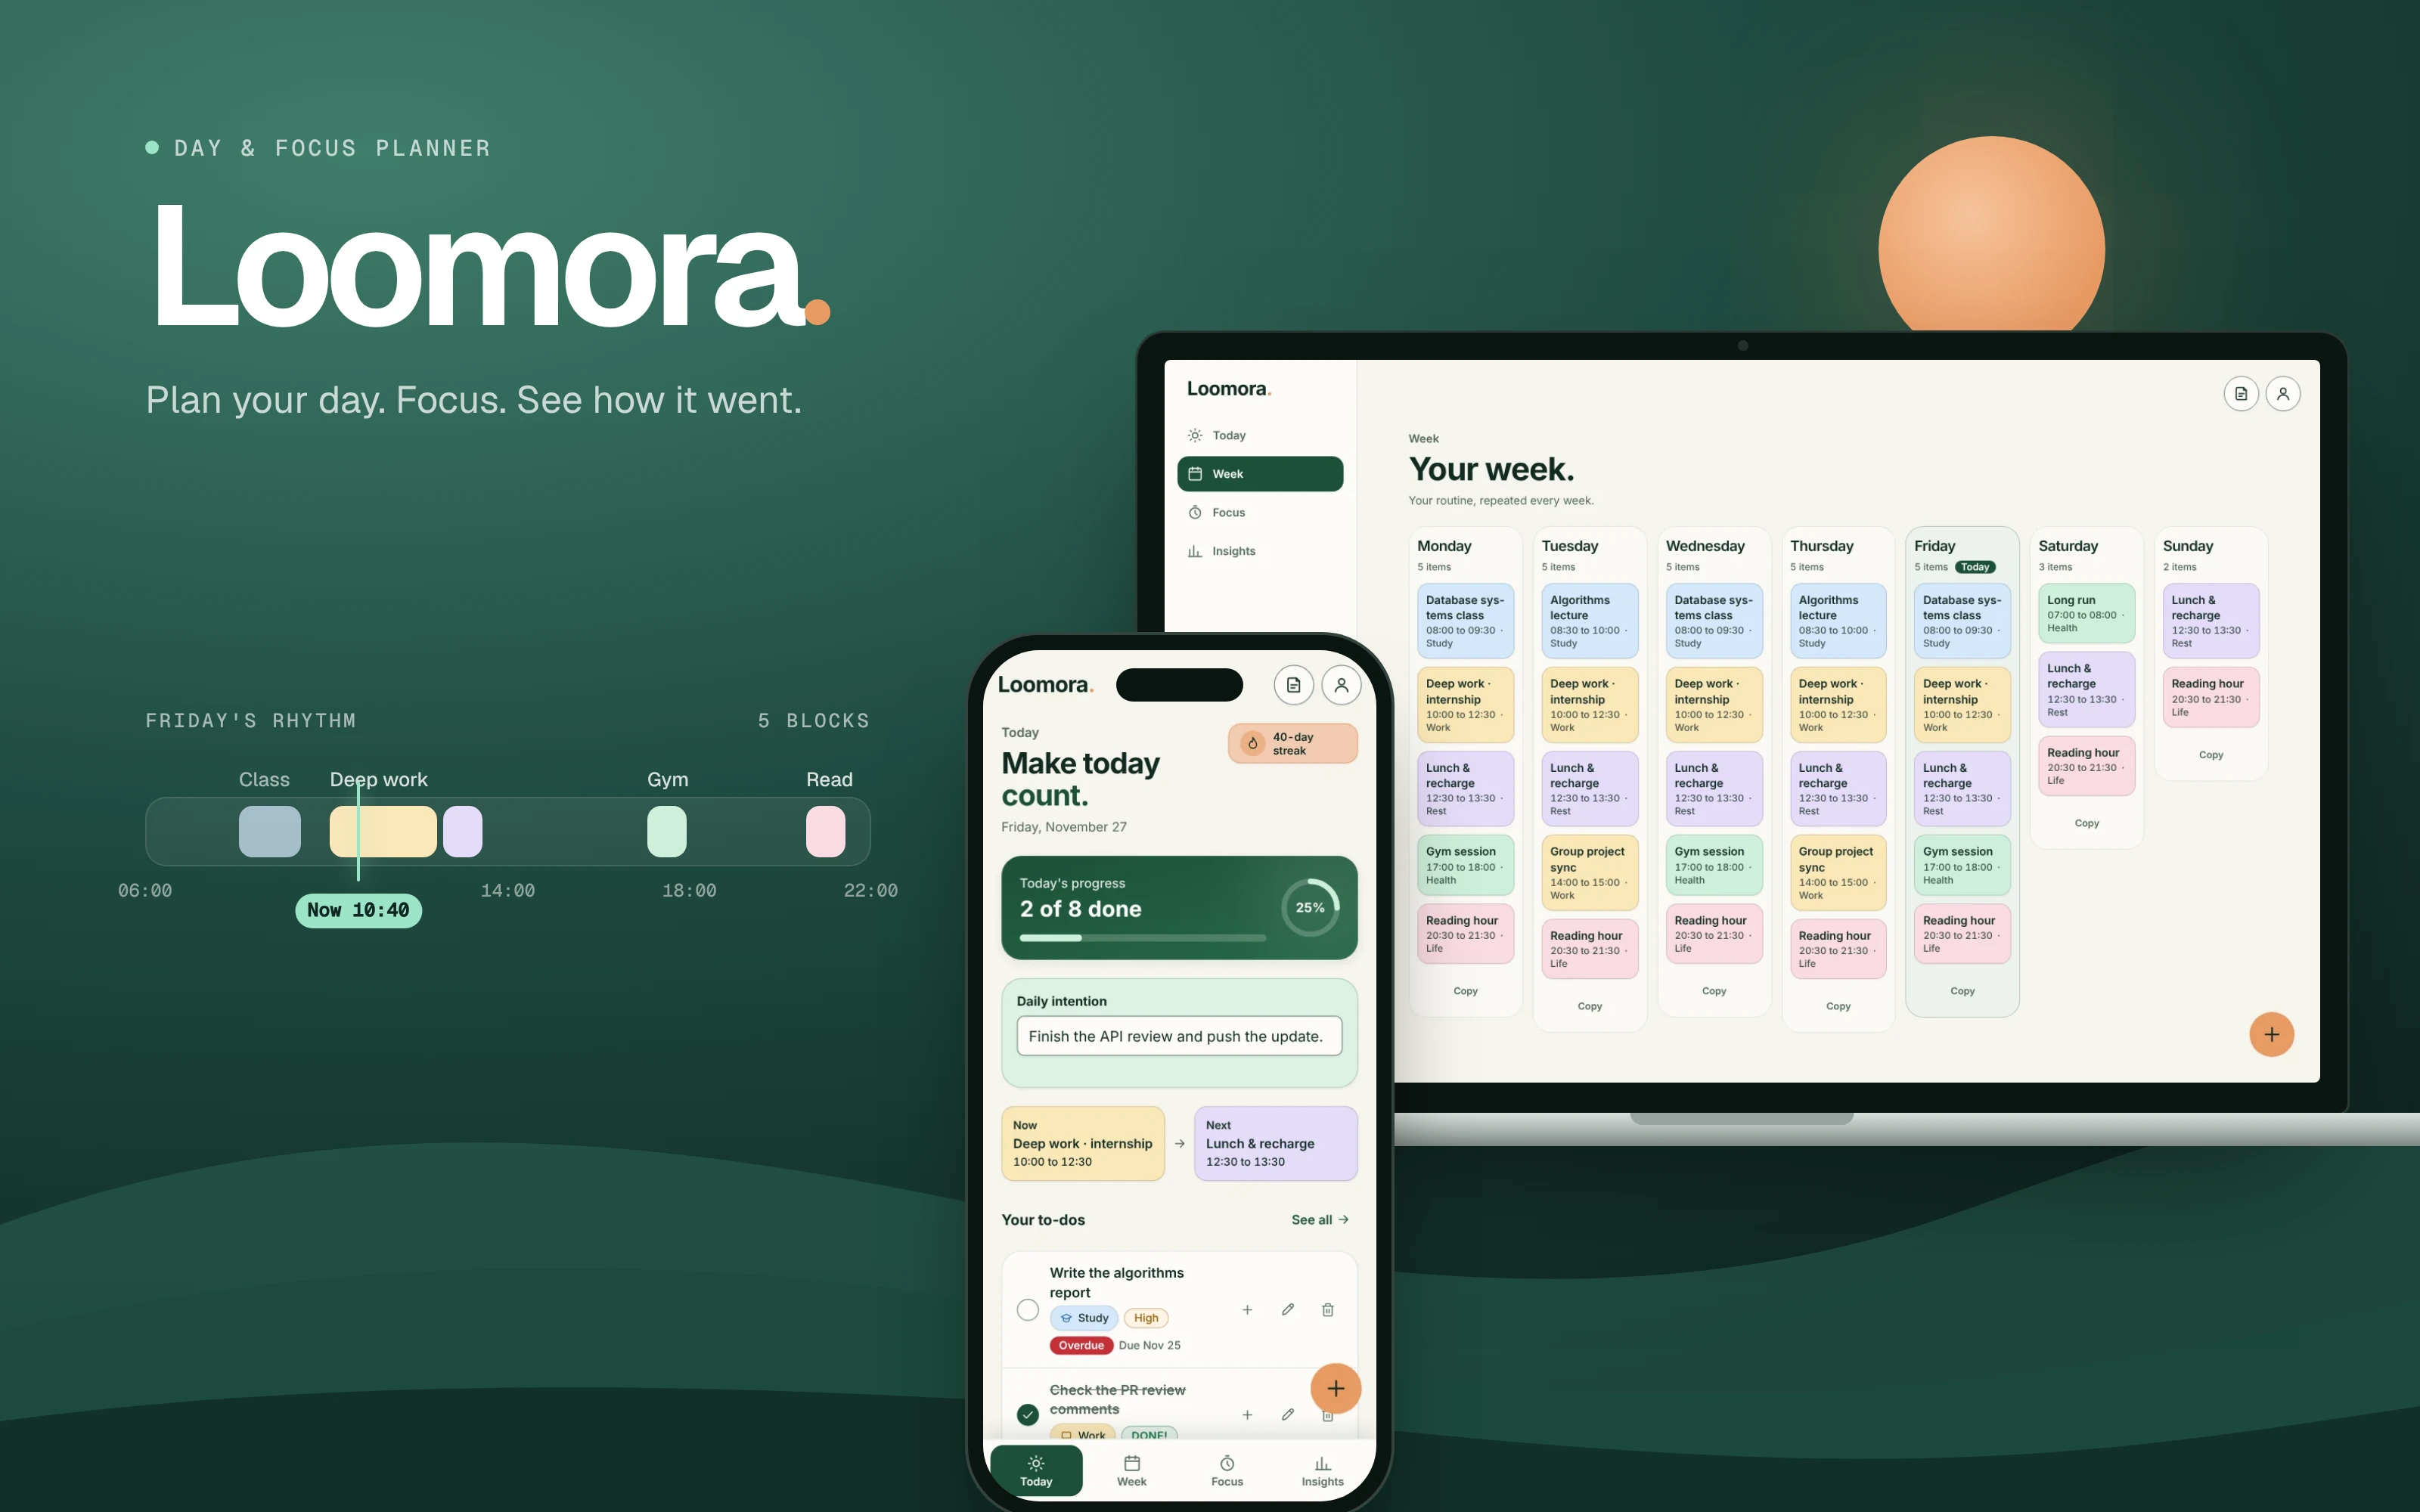 DAY & FOCUS PLANNER
Loomora.
Plan your day. Focus. See how it went.
FRIDAY'S RHYTHM
5 BLOCKS
Class
Deep work
Gym
Read
06:00
14:00
18:00
22:00
Now 10:40
Loomora.
Today
Week
Focus
Insights
Week
Your week.
Your routine, repeated every week.
Monday
5 items
Database sys-
tems class
08:00 to 09:30 ·
Study
Deep work ·
internship
10:00 to 12:30 ·
Work
Lunch &
recharge
12:30 to 13:30 ·
Rest
Gym session
17:00 to 18:00 ·
Health
Reading hour
20:30 to 21:30 ·
Life
Copy
Tuesday
5 items
Algorithms
lecture
08:30 to 10:00 ·
Study
Deep work ·
internship
10:00 to 12:30 ·
Work
Lunch &
recharge
12:30 to 13:30 ·
Rest
Group project
sync
14:00 to 15:00 ·
Work
Reading hour
20:30 to 21:30 ·
Life
Copy
Wednesday
5 items
Database sys-
tems class
08:00 to 09:30 ·
Study
Deep work ·
internship
10:00 to 12:30 ·
Work
Lunch &
recharge
12:30 to 13:30 ·
Rest
Gym session
17:00 to 18:00 ·
Health
Reading hour
20:30 to 21:30 ·
Life
Copy
Thursday
5 items
Algorithms
lecture
08:30 to 10:00 ·
Study
Deep work ·
internship
10:00 to 12:30 ·
Work
Lunch &
recharge
12:30 to 13:30 ·
Rest
Group project
sync
14:00 to 15:00 ·
Work
Reading hour
20:30 to 21:30 ·
Life
Copy
Friday
5 items Today
Database sys-
tems class
08:00 to 09:30 ·
Study
Deep work ·
internship
10:00 to 12:30 ·
Work
Lunch &
recharge
12:30 to 13:30 ·
Rest
Gym session
17:00 to 18:00 ·
Health
Reading hour
20:30 to 21:30 ·
Life
Copy
Saturday
3 items
Long run
07:00 to 08:00 ·
Health
Lunch &
recharge
12:30 to 13:30 ·
Rest
Reading hour
20:30 to 21:30 ·
Life
Copy
Sunday
2 items
Lunch &
recharge
12:30 to 13:30 ·
Rest
Reading hour
20:30 to 21:30 ·
Life
Copy
Loomora.
Today
40-day
streak
Make today
count.
Friday, November 27
Today's progress
2 of 8 done
25%
Daily intention
Finish the API review and push the update.
Now
Deep work · internship
10:00 to 12:30
Next
Lunch & recharge
12:30 to 13:30
Your to-dos
See all
Write the algorithms
report
Study
High
Overdue
Due Nov 25
Check the PR review
comments
Work
DONE!
Today
Week
Focus
Insights